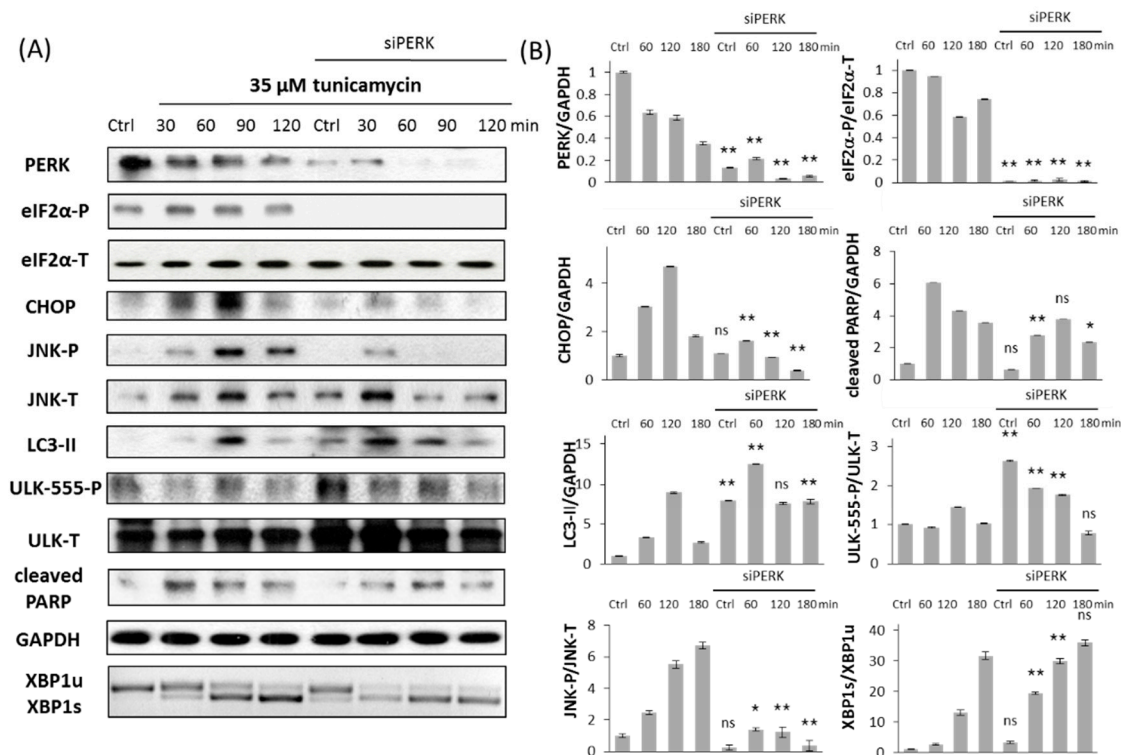 (A)
siPERK
35 μM tunicamycin
Ctrl 30 60 90 120 Ctrl 30 60 90 120 min
PERK
eIF2α-P
eIF2α-T
CHOP
JNK-P
JNK-T
LC3-II
ULK-555-P
ULK-T
cleaved
PARP
GAPDH
XBP1u
XBP1s
(B)
siPERK
Ctrl 60 120 180 Ctrl 60 120 180 min
PERK/GAPDH
1
0.8
0.6
0.4
0.2
0
** ** ** **
siPERK
Ctrl 60 120 180 Ctrl 60 120 180 min
eIF2α-P/eIF2α-T
1
0.8
0.6
0.4
0.2
0
** ** ** **
siPERK
Ctrl 60 120 180 Ctrl 60 120 180 min
CHOP/GAPDH
4
2
0
ns ** ** **
siPERK
Ctrl 60 120 180 Ctrl 60 120 180 min
cleaved PARP/GAPDH
8
6
4
2
0
ns ** ns *
siPERK
Ctrl 60 120 180 Ctrl 60 120 180 min
LC3-II/GAPDH
15
10
5
0
** ** ns **
siPERK
Ctrl 60 120 180 Ctrl 60 120 180 min
ULK-555-P/ULK-T
3
2
1
0
** ** ** ns
siPERK
Ctrl 60 120 180 Ctrl 60 120 180 min
JNK-P/JNK-T
8
6
4
2
0
ns * ** **
siPERK
Ctrl 60 120 180 Ctrl 60 120 180 min
XBP1s/XBP1u
40
30
20
10
0
ns ** ** ns